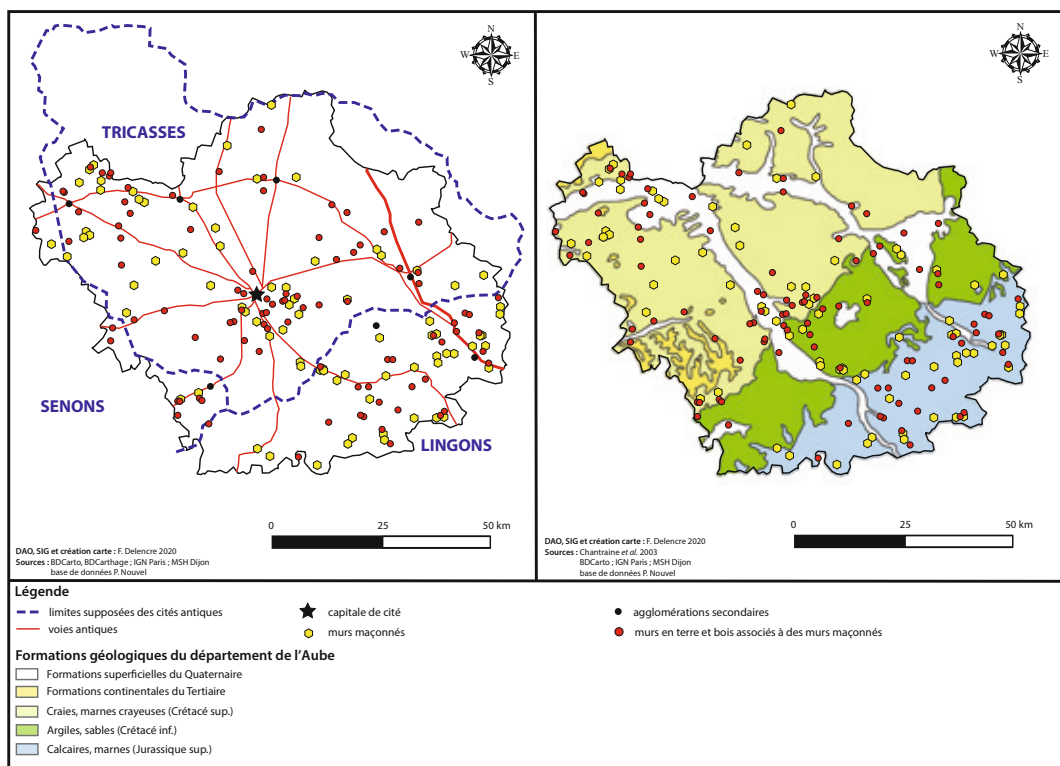 N
W E
S
TRICASSES
SENONS
LINGONS
0 25 50 km
DAO, SIG et création carte : F. Delencre 2020
Sources : BDCarto, BDCarthage ; IGN Paris ; MSH Dijon
base de données P. Nouvel
N
W E
S
0 25 50 km
DAO, SIG et création carte : F. Delencre 2020
Sources : Chantraine et al. 2003
BDCarto ; IGN Paris ; MSH Dijon
base de données P. Nouvel
Légende
limites supposées des cités antiques
capitale de cité
agglomérations secondaires
voies antiques
murs maçonnés
murs en terre et bois associés à des murs maçonnés
Formations géologiques du département de l'Aube
Formations superficielles du Quaternaire
Formations continentales du Tertiaire
Craies, marnes crayeuses (Crétacé sup.)
Argiles, sables (Crétacé inf.)
Calcaires, marnes (Jurassique sup.)